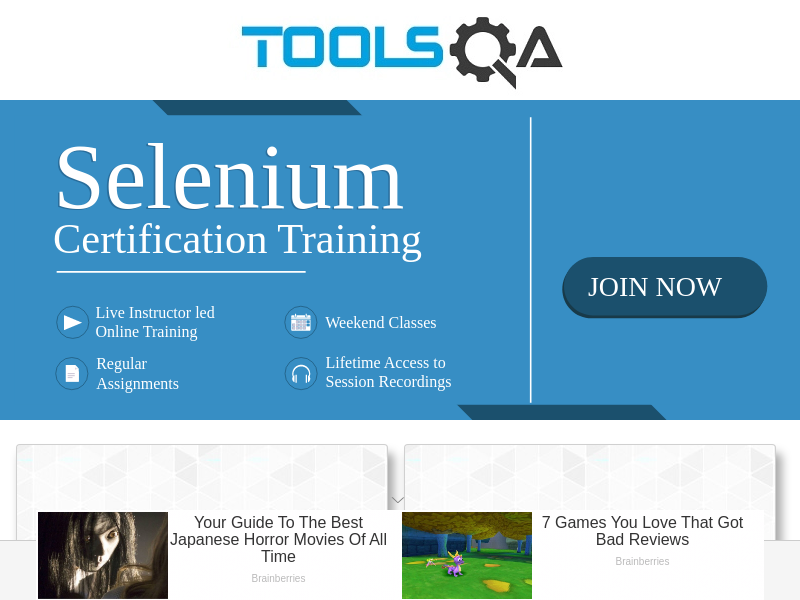 TOOLSQA
Selenium
Certification Training
JOIN NOW
Live Instructor led
Online Training
Weekend Classes
Regular
Assignments
Lifetime Access to
Session Recordings
Your Guide To The Best
Japanese Horror Movies Of All
Time
Brainberries
7 Games You Love That Got
Bad Reviews
Brainberries